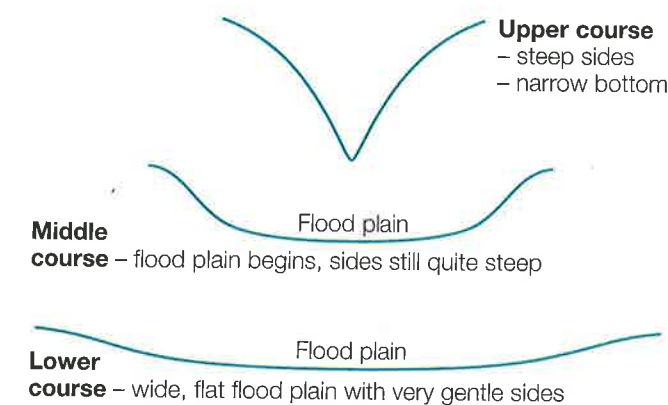 Upper course
– steep sides
– narrow bottom
Flood plain
Middle
course – flood plain begins, sides still quite steep
Flood plain
Lower
course – wide, flat flood plain with very gentle sides